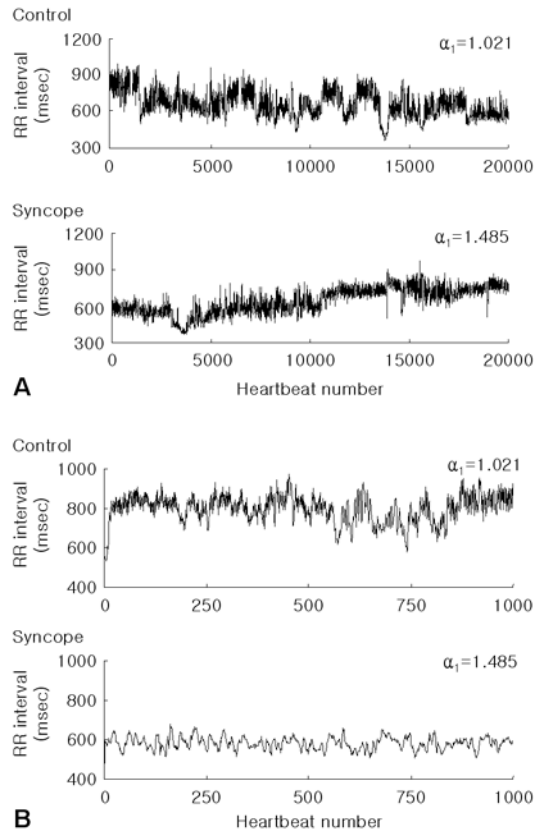 Control
α₁=1.021
RR interval
(msec)
1200
900
600
300
0 5000 10000 15000 20000
Syncope
α₁=1.485
RR interval
(msec)
1200
900
600
300
0 5000 10000 15000 20000
Heartbeat number
A
Control
α₁=1.021
RR interval
(msec)
1000
800
600
400
0 250 500 750 1000
Syncope
α₁=1.485
RR interval
(msec)
1000
800
600
400
0 250 500 750 1000
Heartbeat number
B